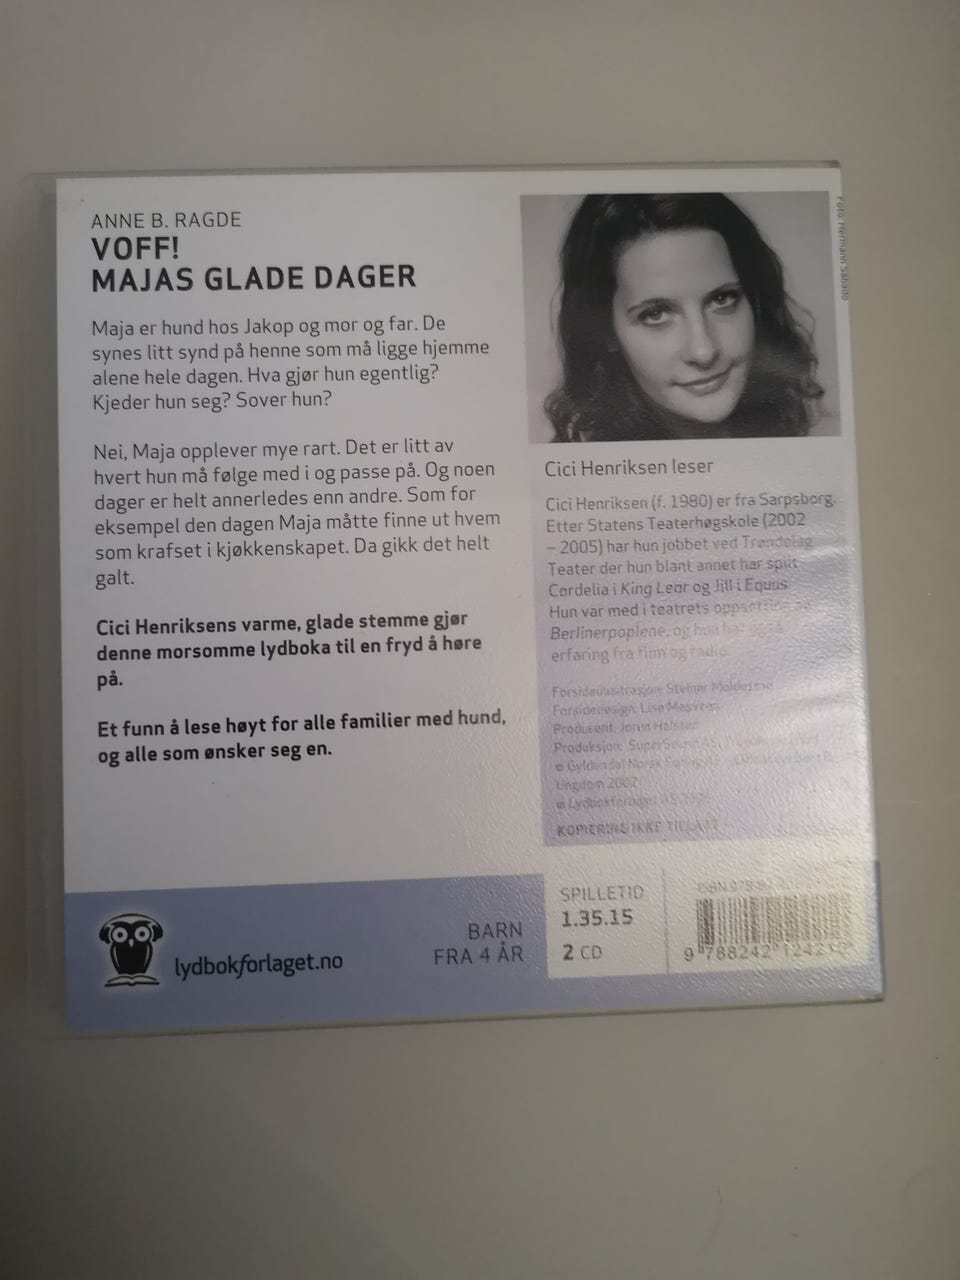 ANNE B. RAGDE
VOFF!
MAJAS GLADE DAGER
Maja er hund hos Jakop og mor og far. De
synes litt synd på henne som må ligge hjemme
alene hele dagen. Hva gjør hun egentlig?
Kjeder hun seg? Sover hun?
Nei, Maja opplever mye rart. Det er litt av
hvert hun må følge med i og passe på. Og noen
dager er helt annerledes enn andre. Som for
eksempel den dagen Maja måtte finne ut hvem
som krafset i kjøkkenskapet. Da gikk det helt
galt.
Cici Henriksens varme, glade stemme gjør
denne morsomme lydboka til en fryd å høre
på.
Et funn å lese høyt for alle familier med hund,
og alle som ønsker seg en.
Foto Hermann
Cici Henriksen leser
Cici Henriksen (f. 1980) er fra Sarpsborg.
Etter Statens Teaterhøgskole (2002
– 2005) har hun jobbet ved Trøndelag
Teater der hun blant annet har spilt
Cordelia i King Lear og Jill i Equus.
Hun var med i teatrets
Berlinerpoplene, og hun har også
erfaring fra film og radio.
Forsideillustrasjon: Steinar
Forsidedesign: Lise
Produsent:
Produksjon:
© Gyldendal Norsk
Ungdom
KOPIERING IKKE TILLATT
lydbokforlaget.no
BARN
FRA 4 ÅR
SPILLETID
1.35.15
2 CD
ISBN
9 788242